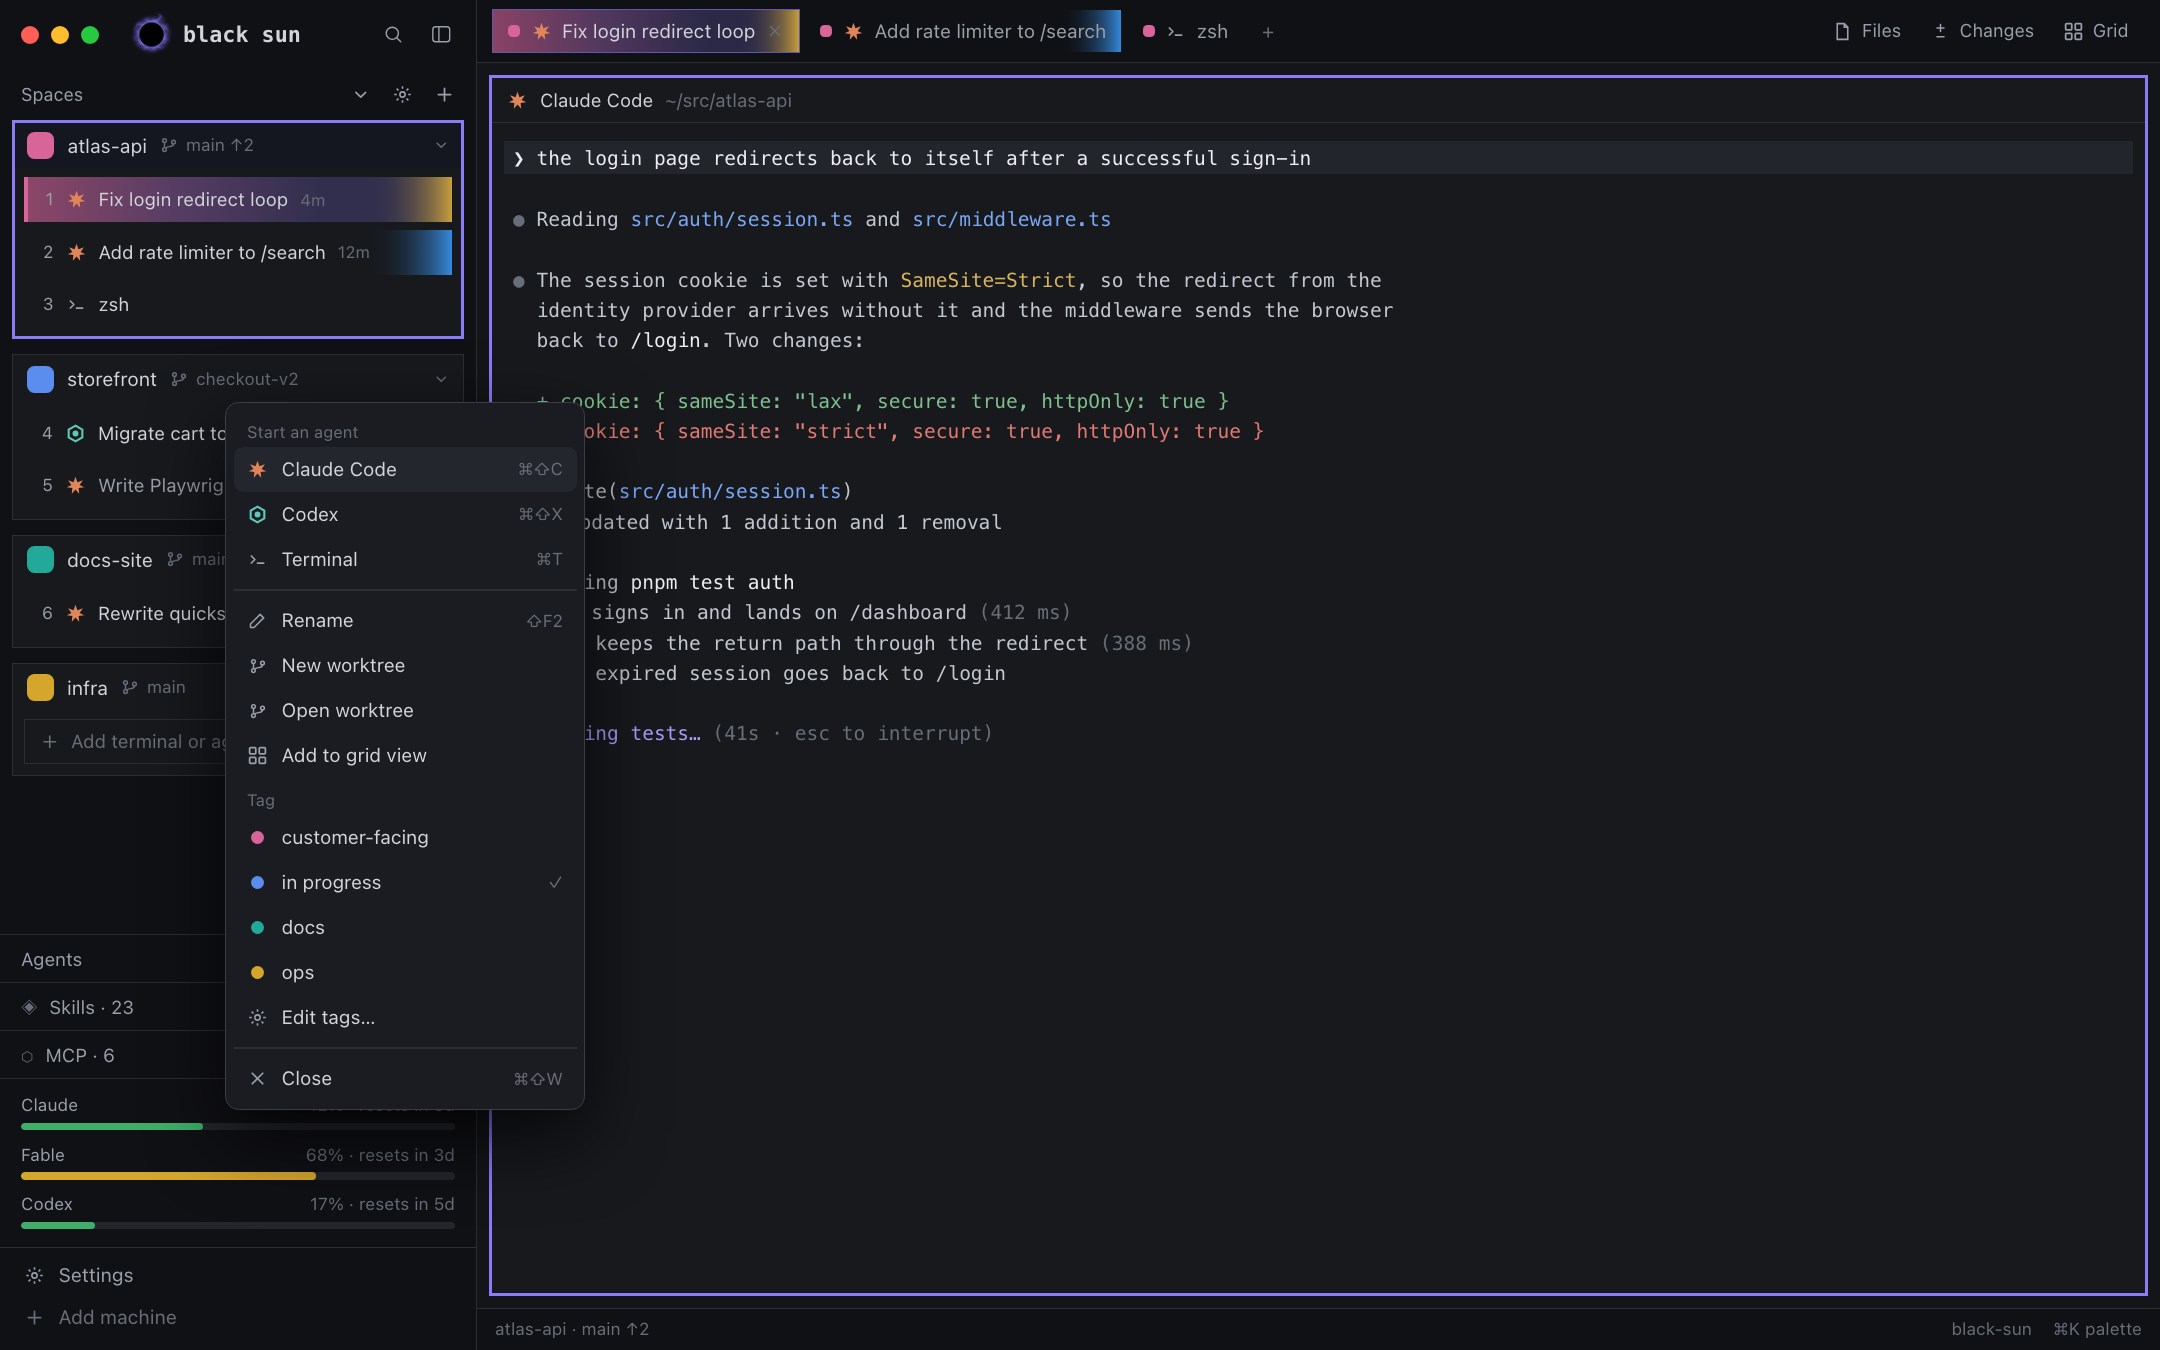 black sun
Spaces
atlas-api main ↑2
1 Fix login redirect loop 4m
2 Add rate limiter to /search 12m
3 zsh
storefront checkout-v2
4 Migrate cart to
5 Write
6 Rewrite
docs-site
infra main
+ Add terminal or
Agents
Skills · 23
MCP · 6
Claude
Fable 68% · resets in 3d
Codex 17% · resets in 5d
Settings
+ Add machine
Start an agent
Claude Code ⌘⇧C
Codex ⌘⇧X
Terminal ⌘T
Rename ⇧F2
New worktree
Open worktree
Add to grid view
Tag
customer-facing
in progress ✓
docs
ops
Edit tags...
Close ⌘⇧W
Fix login redirect loop ×
Add rate limiter to /search
zsh
+
Files
Changes
Grid
Claude Code ~/src/atlas-api
❯ the login page redirects back to itself after a successful sign-in
● Reading src/auth/session.ts and src/middleware.ts
● The session cookie is set with SameSite=Strict, so the redirect from the
identity provider arrives without it and the middleware sends the browser
back to /login. Two changes:
+ cookie: { sameSite: "lax", secure: true, httpOnly: true }
okie: { sameSite: "strict", secure: true, httpOnly: true }
te(src/auth/session.ts)
dated with 1 addition and 1 removal
ing pnpm test auth
signs in and lands on /dashboard (412 ms)
keeps the return path through the redirect (388 ms)
expired session goes back to /login
ing tests… (41s · esc to interrupt)
atlas-api · main ↑2
black-sun ⌘K palette